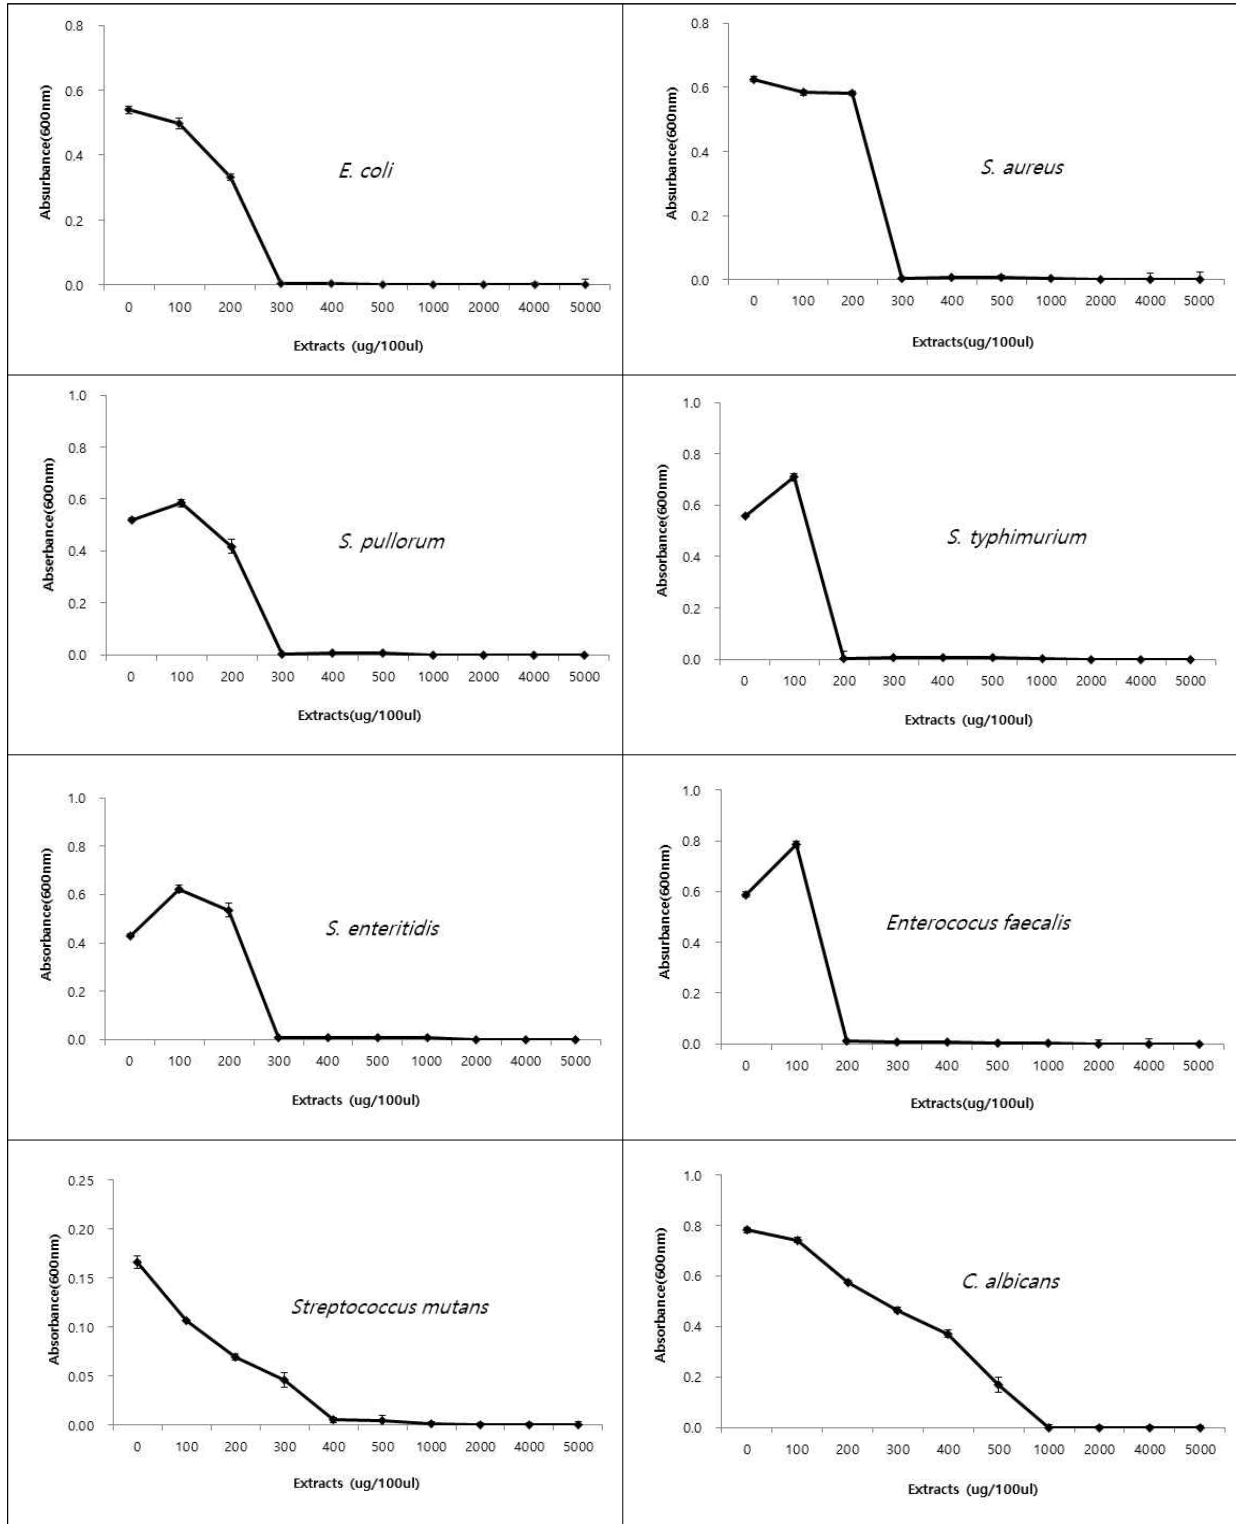 0.8
0.6
0.4
0.2
0.0
Absurbance(600nm)
E. coli
0 100 200 300 400 500 1000 2000 4000 5000
Extracts (ug/100ul)
0.8
0.6
0.4
0.2
0.0
Absurbance(600nm)
S. aureus
0 100 200 300 400 500 1000 2000 4000 5000
Extracts(ug/100ul)
1.0
0.8
0.6
0.4
0.2
0.0
Abserbance(600nm)
S. pullorum
0 100 200 300 400 500 1000 2000 4000 5000
Extracts(ug/100ul)
1.0
0.8
0.6
0.4
0.2
0.0
Absorbance(600nm)
S. typhimurium
0 100 200 300 400 500 1000 2000 4000 5000
Extracts (ug/100ul)
1.0
0.8
0.6
0.4
0.2
0.0
Absorbance(600nm)
S. enteritidis
0 100 200 300 400 500 1000 2000 4000 5000
Extracts (ug/100ul)
1.0
0.8
0.6
0.4
0.2
0.0
Absurbance(600nm)
Enterococus faecalis
0 100 200 300 400 500 1000 2000 4000 5000
Extracts(ug/100ul)
0.25
0.20
0.15
0.10
0.05
0.00
Absurbance(600nm)
Streptococcus mutans
0 100 200 300 400 500 1000 2000 4000 5000
Extracts (ug/100ul)
1.0
0.8
0.6
0.4
0.2
0.0
Absorbance(600nm)
C. albicans
0 100 200 300 400 500 1000 2000 4000 5000
Extracts (ug/100ul)